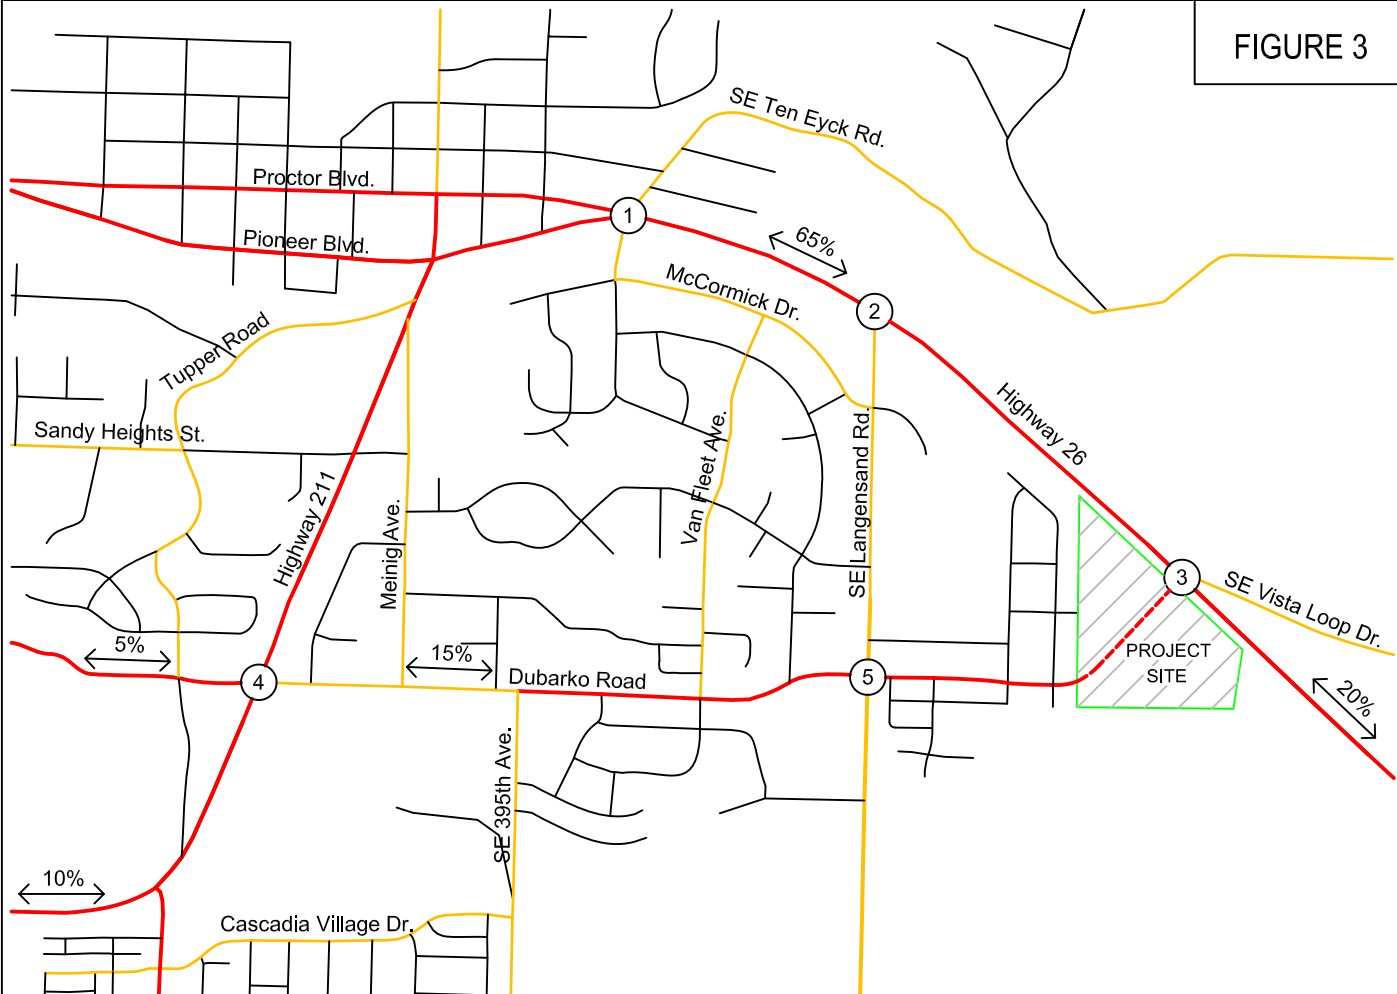 FIGURE 3
SE Ten Eyck Rd.
Proctor Blvd.
1
Pioneer Blvd.
65%
McCormick Dr.
2
Tupper Road
Highway 26
Sandy Heights St.
Van Fleet Ave.
SE Langensand Rd.
Highway 211
Meinig Ave.
3
SE Vista Loop Dr.
5%
15%
PROJECT
SITE
4
Dubarko Road
5
20%
SE 395th Ave.
10%
Cascadia Village Dr.